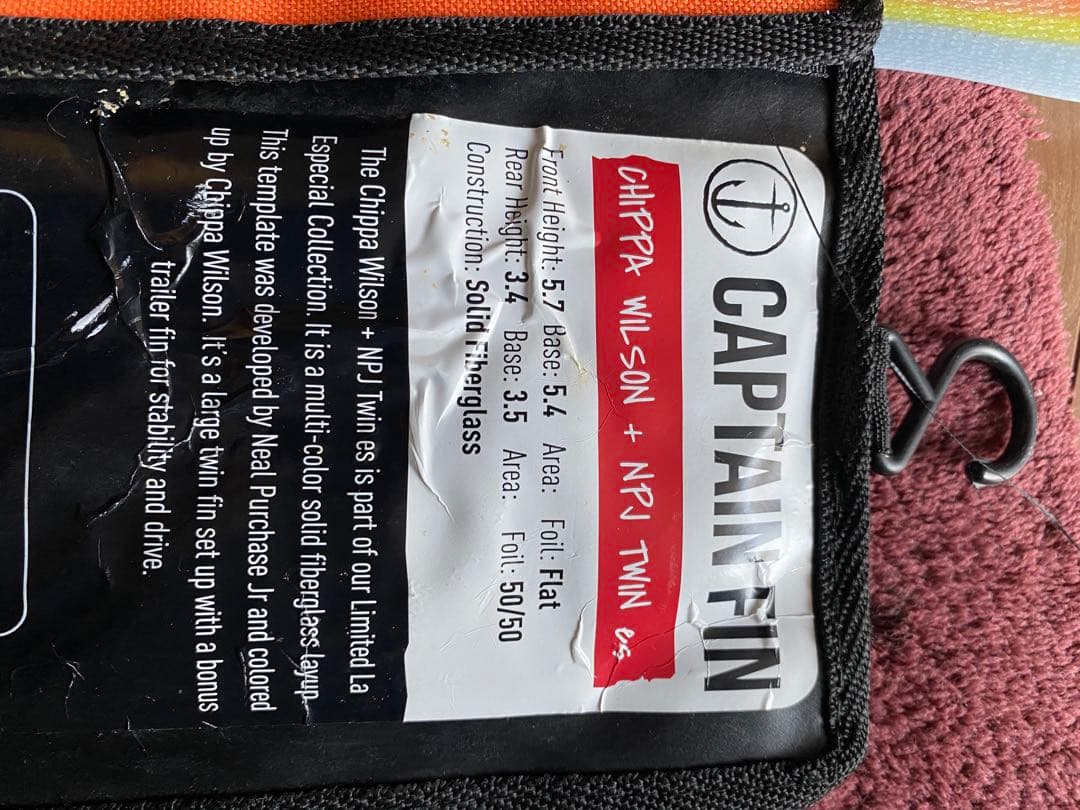 CAPTAIN FIN
CHIPPA WILSON + NPJ TWIN es
Front Height: 5.7 Base: 5.4 Area: Foil: Flat
Rear Height: 3.4 Base: 3.5 Area: Foil: 50/50
Construction: Solid Fiberglass
The Chippa Wilson + NPJ Twin es is part of our Limited La
Especial Collection. It is a multi-color solid fiberglass layup.
This template was developed by Neal Purchase Jr and colored
up by Chippa Wilson. It's a large twin fin set up with a bonus
trailer fin for stability and drive.